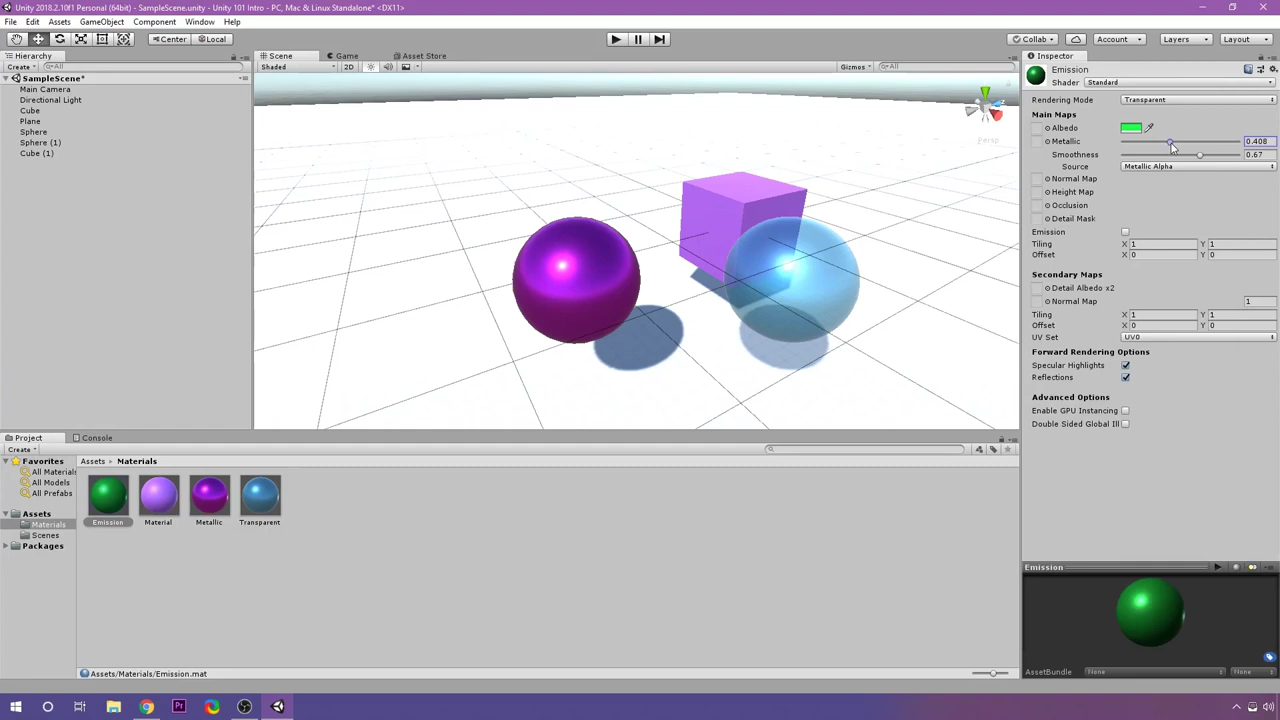 Unity 2018.2.10f1 Personal (64bit) - SampleScene.unity - Unity 101 Intro - PC, Mac & Linux Standalone* <DX11>
File Edit Assets GameObject Component Window Help
Center Local Collab Account Layers Layout
Hierarchy
Create All
SampleScene*
Main Camera
Directional Light
Cube
Plane
Sphere
Sphere (1)
Cube (1)
Scene Game Asset Store
Shaded 2D Gizmos All
Persp
Inspector
Emission
Shader Standard
Rendering Mode Transparent
Main Maps
Albedo
Metallic 0.408
Smoothness 0.67
Source Metallic Alpha
Normal Map
Height Map
Occlusion
Detail Mask
Emission
Tiling X 1 Y 1
Offset X 0 Y 0
Secondary Maps
Detail Albedo x2
Normal Map 1
Tiling X 1 Y 1
Offset X 0 Y 0
UV Set UV0
Forward Rendering Options
Specular Highlights
Reflections
Advanced Options
Enable GPU Instancing
Double Sided Global Ill
Project Console
Create
Favorites
All Materials
All Models
All Prefabs
Assets
Materials
Scenes
Packages
Assets Materials
Emission Material Metallic Transparent
Assets/Materials/Emission.mat
Emission
AssetBundle None None
Pr